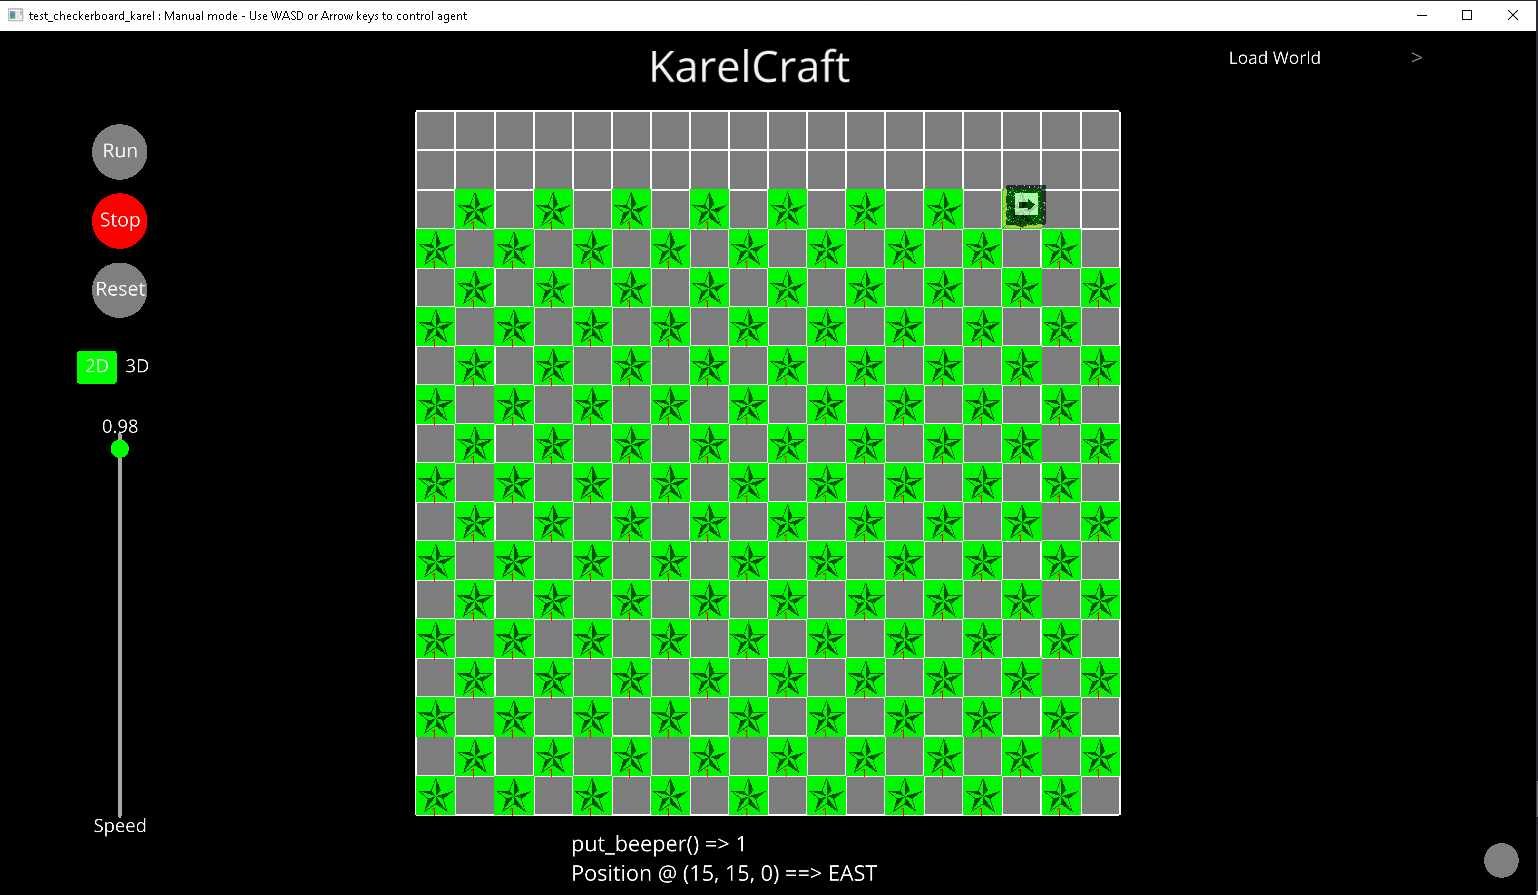 test_checkerboard_karel : Manual mode - Use WASD or Arrow keys to control agent
KarelCraft
Load World >
Run
Stop
Reset
2D 3D
0.98
Speed
put_beeper() => 1
Position @ (15, 15, 0) ==> EAST